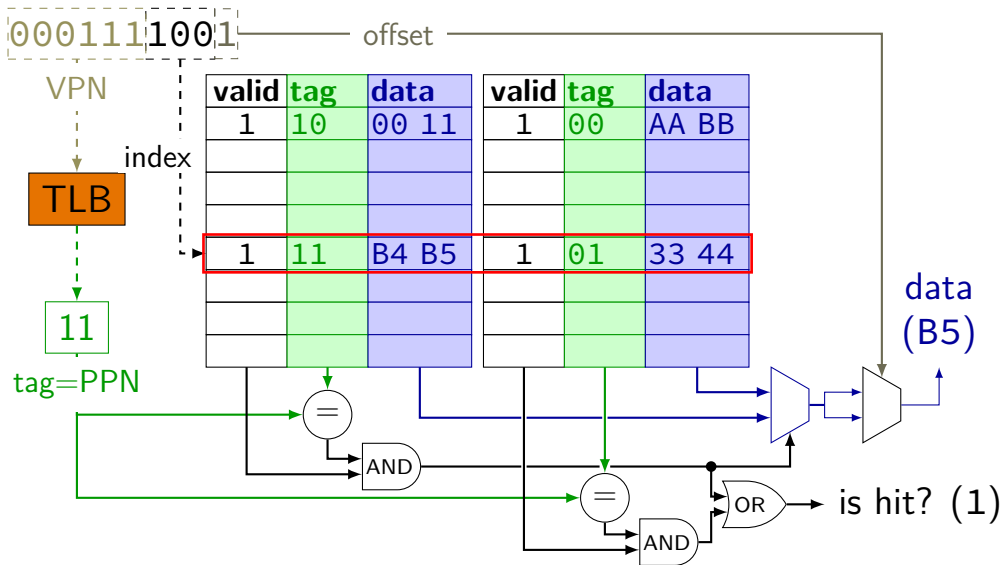 0001111001
offset
VPN
valid tag data valid tag data
1 10 00 11 1 00 AA BB
index
TLB
1 11 B4 B5 1 01 33 44
data
(B5)
11
tag=PPN
=
AND
=
OR
is hit? (1)
AND